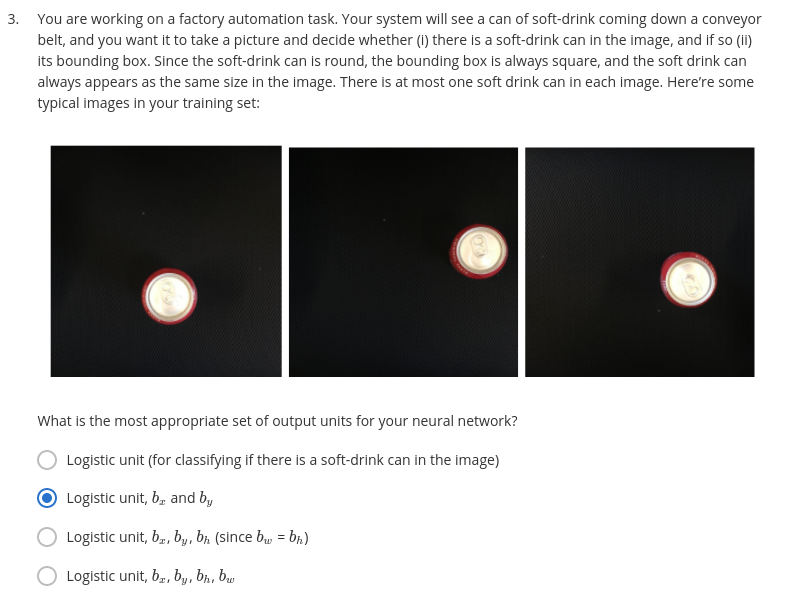 3. You are working on a factory automation task. Your system will see a can of soft-drink coming down a conveyor
belt, and you want it to take a picture and decide whether (i) there is a soft-drink can in the image, and if so (ii)
its bounding box. Since the soft-drink can is round, the bounding box is always square, and the soft drink can
always appears as the same size in the image. There is at most one soft drink can in each image. Here’re some
typical images in your training set:
What is the most appropriate set of output units for your neural network?
Logistic unit (for classifying if there is a soft-drink can in the image)
Logistic unit, bₓ and b_y
Logistic unit, bₓ, b_y, bₕ (since b_w = bₕ)
Logistic unit, bₓ, b_y, bₕ, b_w